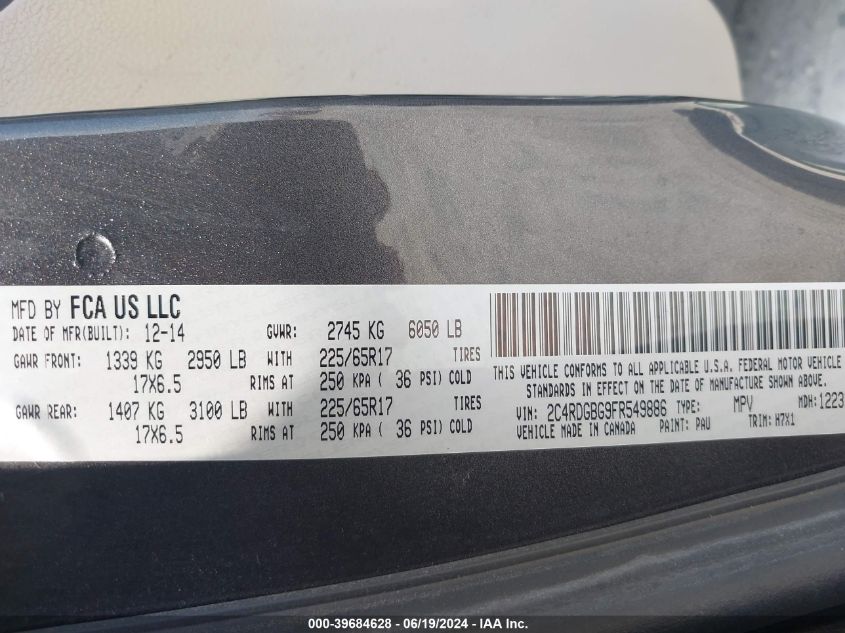 MFD BY FCA US LLC
DATE OF MFR(BUILT): 12-14 GVWR: 2745 KG 6050 LB
GAWR FRONT: 1339 KG 2950 LB WITH 225/65R17 TIRES
17X6.5 RIMS AT 250 KPA ( 36 PSI) COLD
GAWR REAR: 1407 KG 3100 LB WITH 225/65R17 TIRES
17X6.5 RIMS AT 250 KPA ( 36 PSI) COLD
THIS VEHICLE CONFORMS TO ALL APPLICABLE U.S.A. FEDERAL MOTOR VEHICLE
STANDARDS IN EFFECT ON THE DATE OF MANUFACTURE SHOWN ABOVE.
VIN: 2C4RDGBG9FR549886 TYPE: MPV MDH: 1223
VEHICLE MADE IN CANADA PAINT: PAU TRIM: H7X1
000-39684628 - 06/19/2024 - IAA Inc.